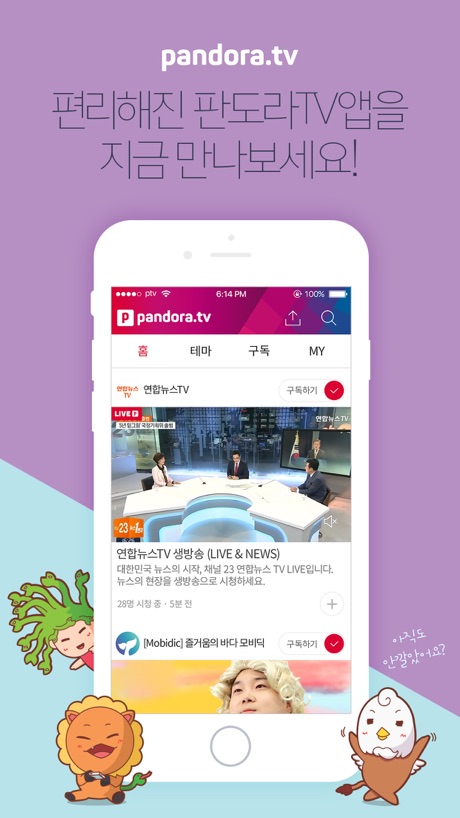 pandora.tv
편리해진 판도라TV앱을
지금 만나보세요!
ptv
6:14 PM
100%
P pandora.tv
홈 테마 구독 MY
연합뉴스 TV
연합뉴스TV
구독하기
LIVE
연합뉴스TV
23
연합뉴스TV 생방송 (LIVE & NEWS)
대한민국 뉴스의 시작, 채널 23 연합뉴스 TV LIVE입니다.
뉴스의 현장을 생방송으로 시청하세요.
28명 시청 중 · 5분 전
[Mobidic] 즐거움의 바다 모비딕
구독하기
아직도
안깔았어요?